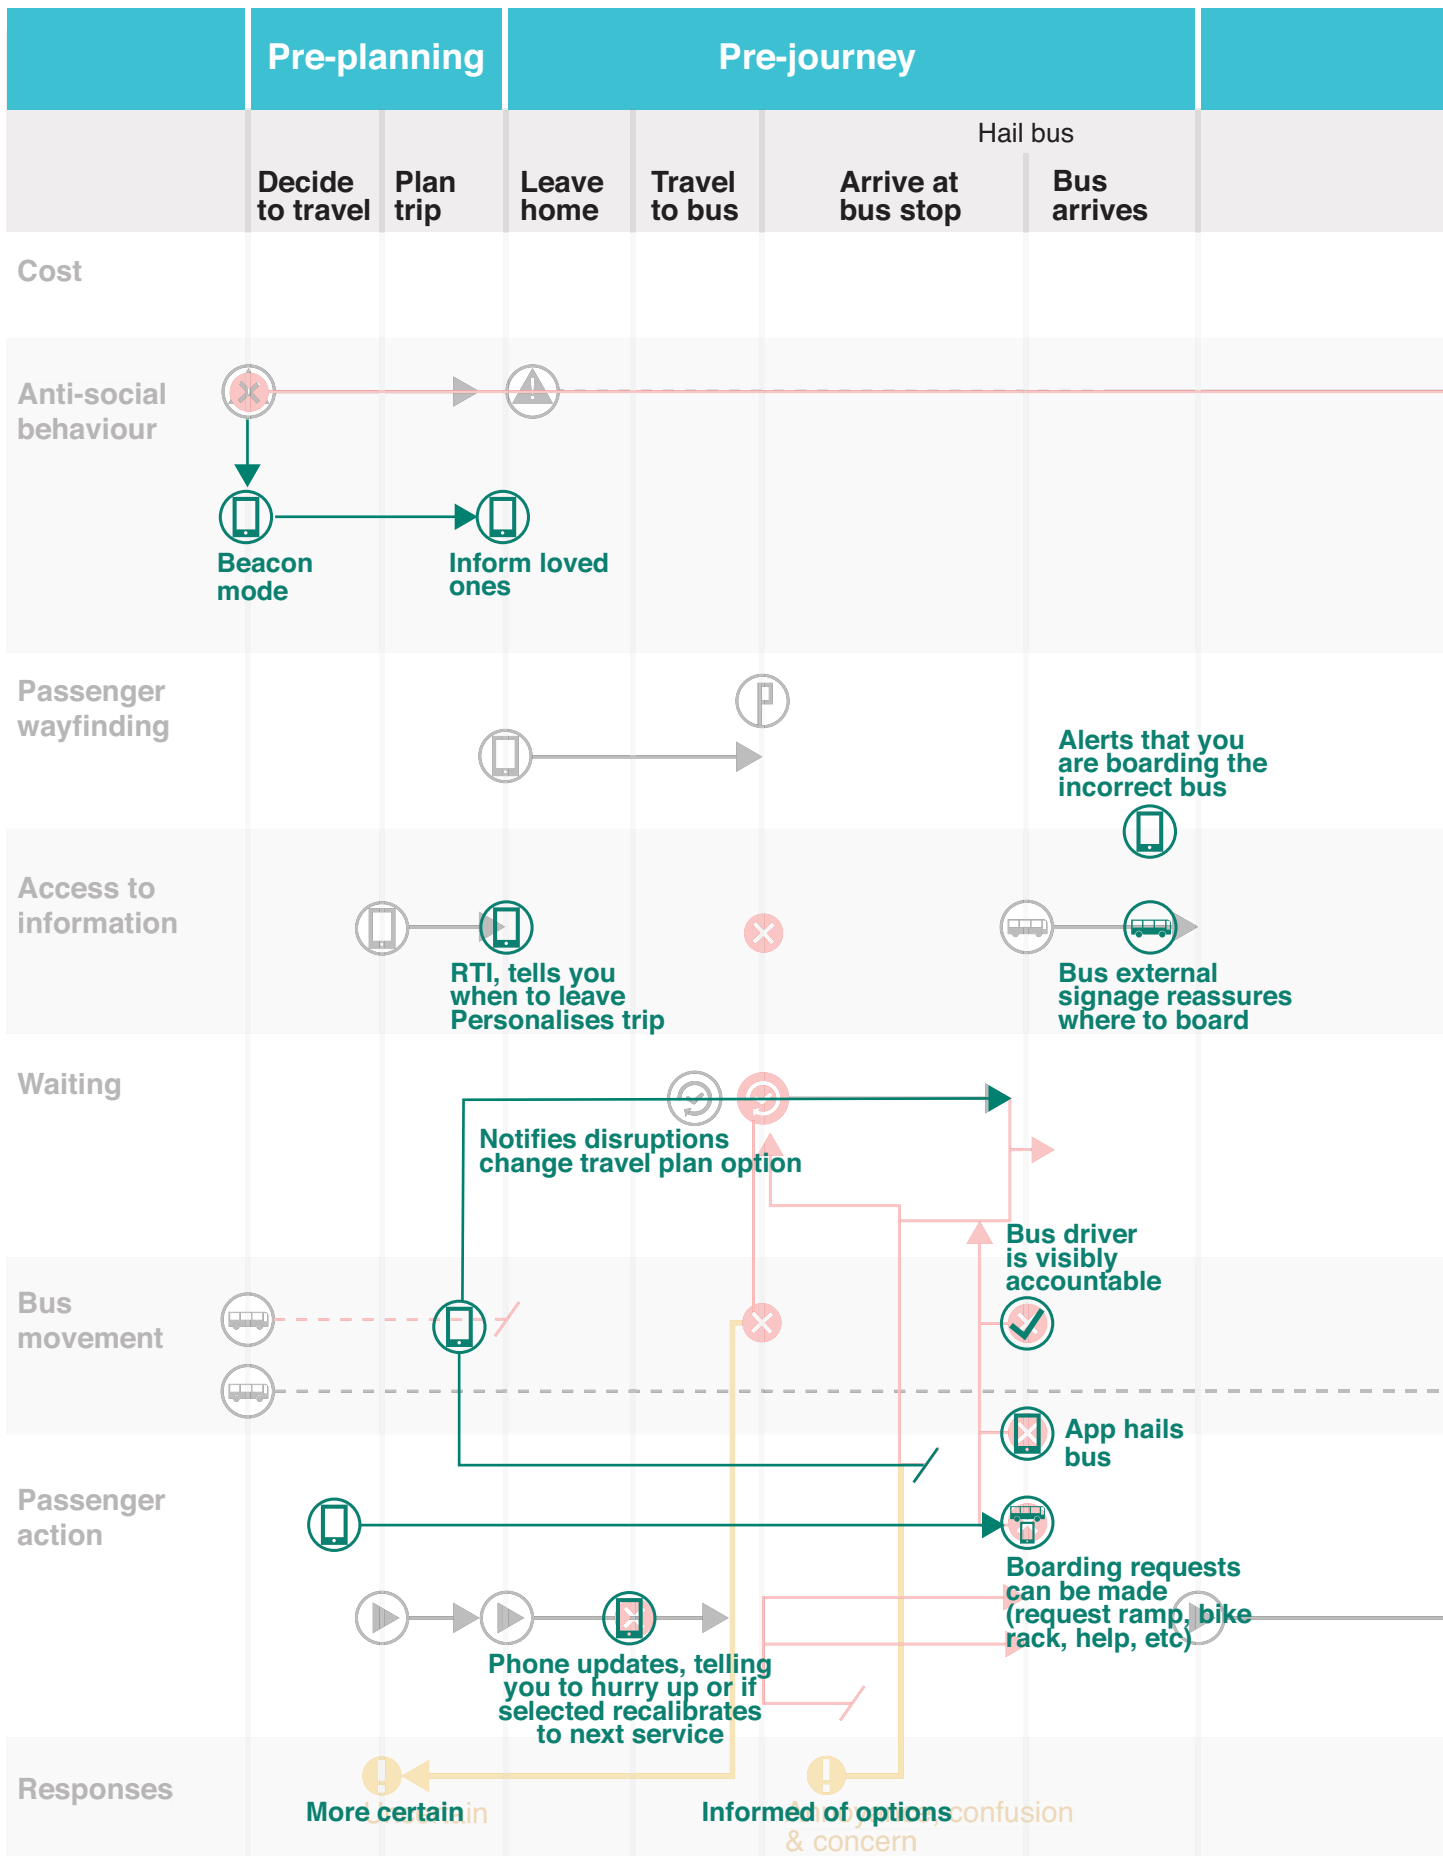 Pre-planning
Pre-journey
Hail bus
Decide
to travel
Plan
trip
Leave
home
Travel
to bus
Arrive at
bus stop
Bus
arrives
Cost
Anti-social
behaviour
Beacon
mode
Inform loved
ones
Passenger
wayfinding
Alerts that you
are boarding the
incorrect bus
Access to
information
RTI, tells you
when to leave
Personalises trip
Bus external
signage reassures
where to board
Waiting
Notifies disruptions
change travel plan option
Bus driver
is visibly
accountable
Bus
movement
App hails
bus
Passenger
action
Boarding requests
can be made
(request ramp, bike
rack, help, etc)
Phone updates, telling
you to hurry up or if
selected recalibrates
to next service
Responses
More certain
Uncertain
Informed of options
Annoyance, confusion
& concern